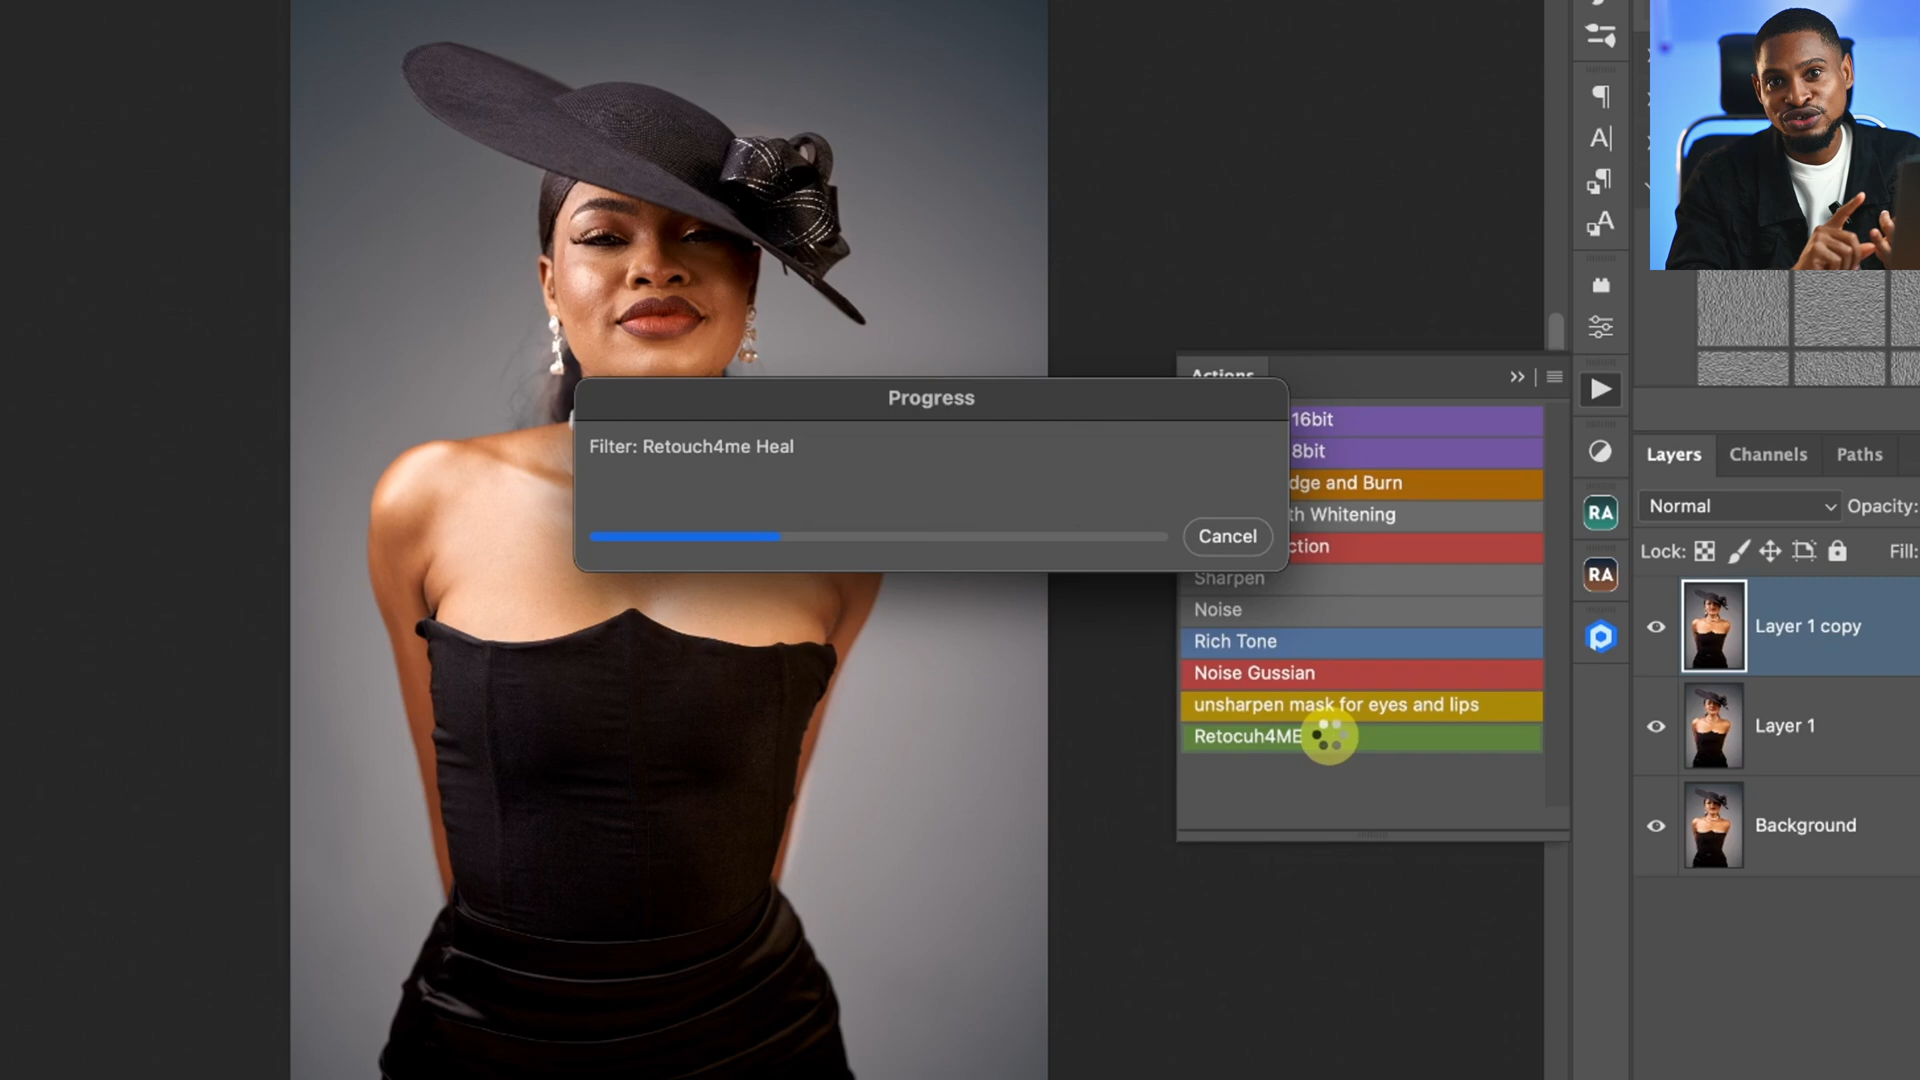 Progress
Filter: Retouch4me Heal
Cancel
Actions
16bit
8bit
dge and Burn
th Whitening
ction
Sharpen
Noise
Rich Tone
Noise Gussian
unsharpen mask for eyes and lips
Retocuh4ME
A
A
RA
RA
Layers
Channels
Paths
Normal
Opacity:
Lock:
Fill:
Layer 1 copy
Layer 1
Background